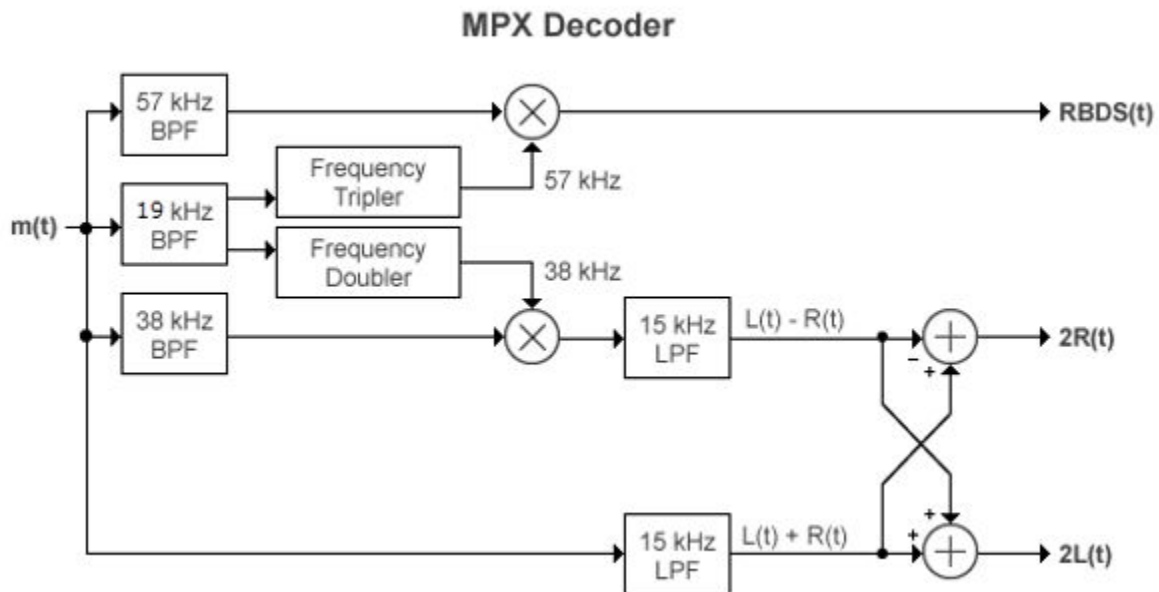 MPX Decoder
57 kHz
BPF
RBDS(t)
Frequency
Tripler
57 kHz
19 kHz
BPF
m(t)
Frequency
Doubler
38 kHz
38 kHz
BPF
15 kHz
LPF
L(t) - R(t)
-
+
2R(t)
15 kHz
LPF
L(t) + R(t)
+
+
2L(t)